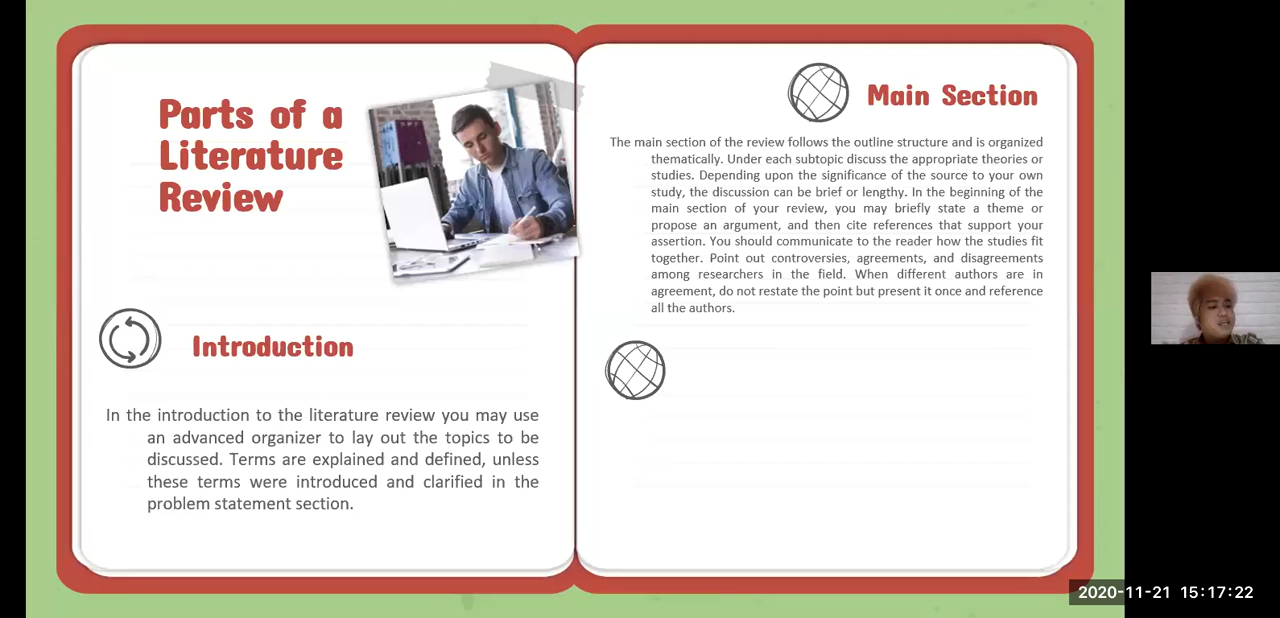 Parts of a
Literature
Review
Introduction
In the introduction to the literature review you may use
an advanced organizer to lay out the topics to be
discussed. Terms are explained and defined, unless
these terms were introduced and clarified in the
problem statement section.
Main Section
The main section of the review follows the outline structure and is organized
thematically. Under each subtopic discuss the appropriate theories or
studies. Depending upon the significance of the source to your own
study, the discussion can be brief or lengthy. In the beginning of the
main section of your review, you may briefly state a theme or
propose an argument, and then cite references that support your
assertion. You should communicate to the reader how the studies fit
together. Point out controversies, agreements, and disagreements
among researchers in the field. When different authors are in
agreement, do not restate the point but present it once and reference
all the authors.
2020-11-21 15:17:22